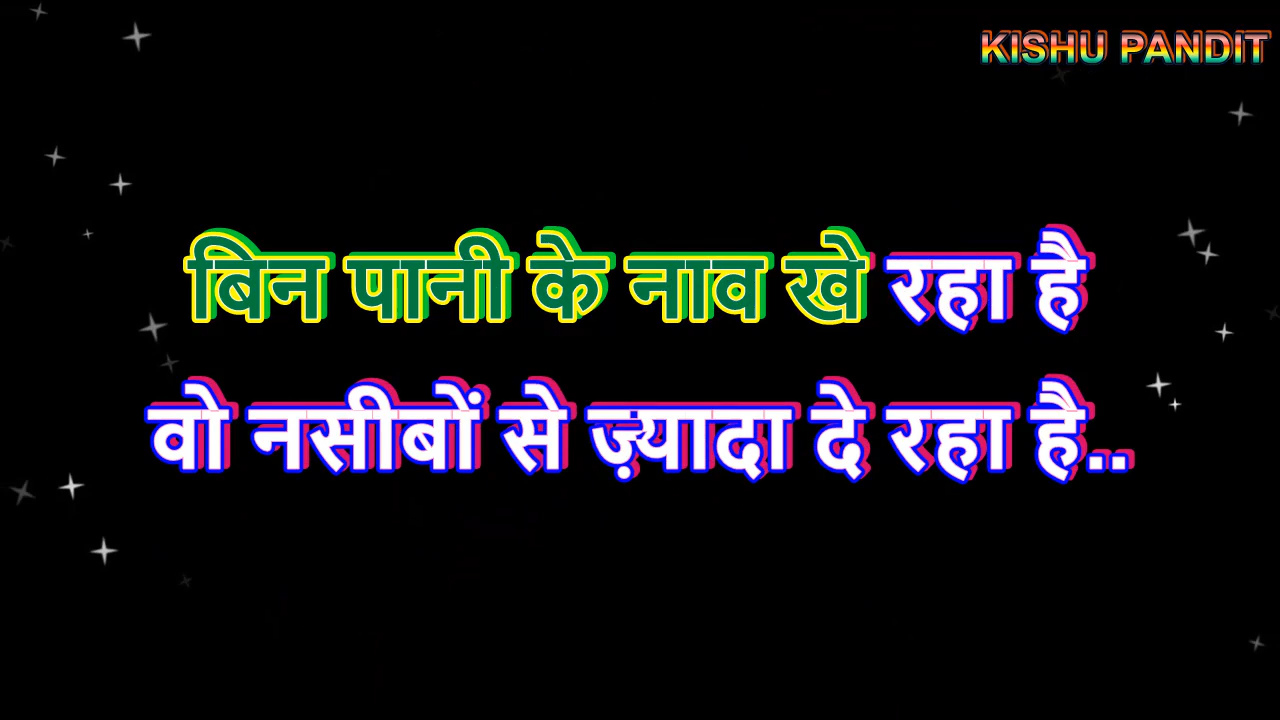 KISHU PANDIT
बिन पानी के नाव खे रहा है
वो नसीबों से ज़्यादा दे रहा है..